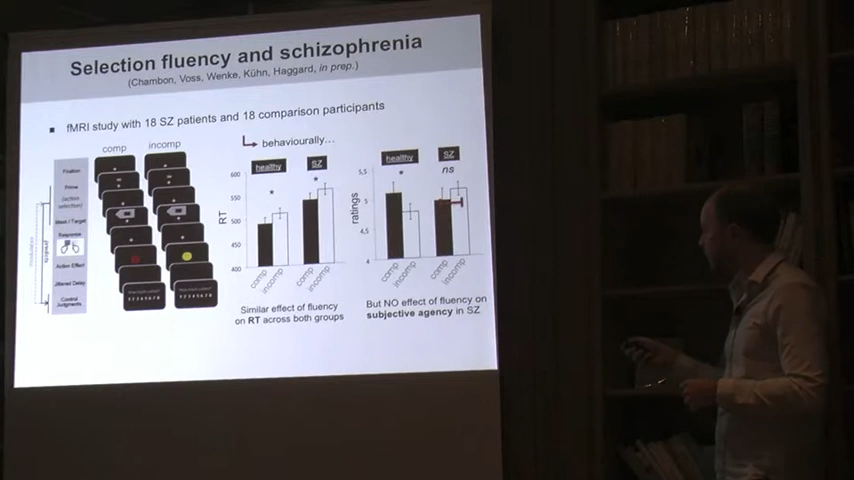 Selection fluency and schizophrenia
(Chambon, Voss, Wenke, Kühn, Haggard, in prep.)
■ fMRI study with 18 SZ patients and 18 comparison participants
behaviourally…
comp incomp
Fixation
Prime
(action
selection)
Mask / Target
Response
Action Effect
Jittered Delay
Control
Judgments
predicts
healthy SZ
* *
RT
600
550
500
450
400
comp incomp comp incomp
Similar effect of fluency
on RT across both groups
healthy SZ
* ns
ratings
5,5
5
4,5
4
comp incomp comp incomp
But NO effect of fluency on
subjective agency in SZ